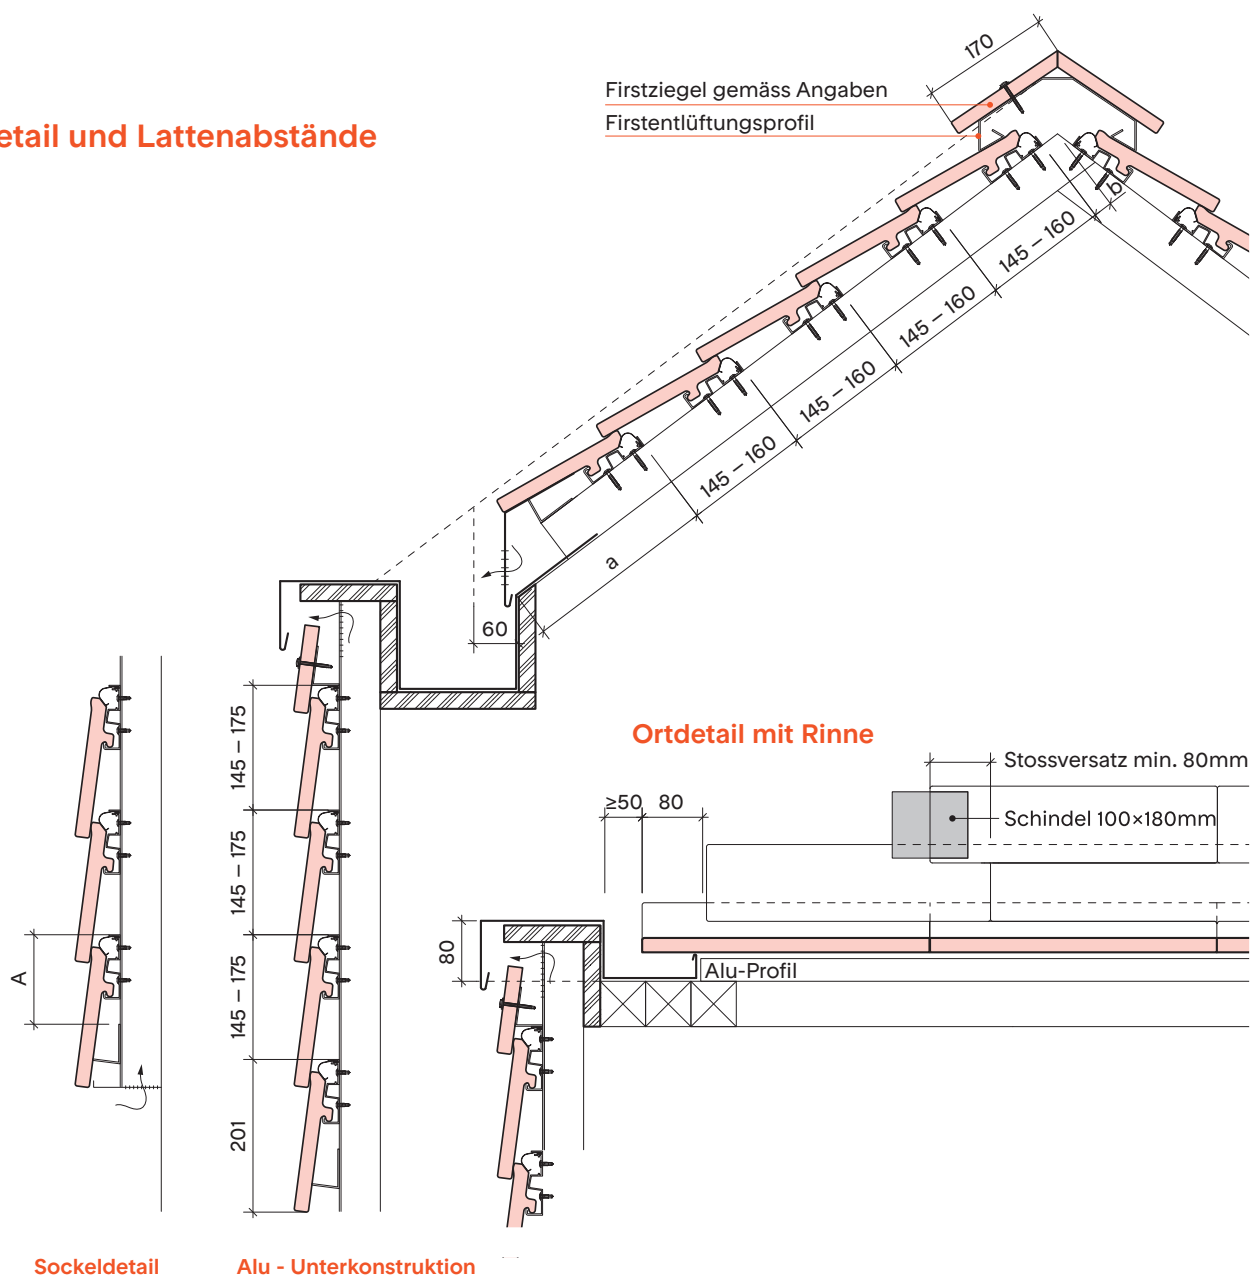 etail und Lattenabstände
170
Firstziegel gemäss Angaben
Firstentlüftungsprofil
b
145 – 160
145 – 160
145 – 160
145 – 160
a
60
145 – 175
145 – 175
145 – 175
201
A
Ortdetail mit Rinne
Stossversatz min. 80mm
≥50
80
Schindel 100×180mm
80
Alu-Profil
Sockeldetail
Alu - Unterkonstruktion